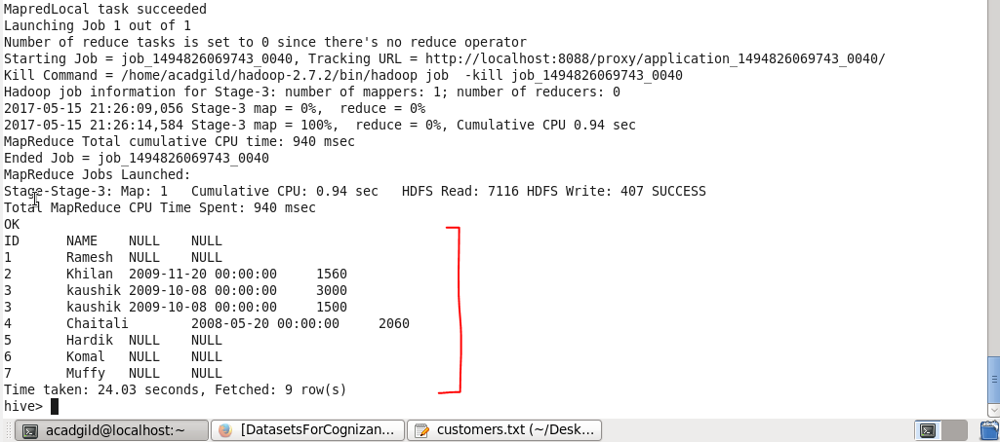 MapredLocal task succeeded
Launching Job 1 out of 1
Number of reduce tasks is set to 0 since there's no reduce operator
Starting Job = job_1494826069743_0040, Tracking URL = http://localhost:8088/proxy/application_1494826069743_0040/
Kill Command = /home/acadgild/hadoop-2.7.2/bin/hadoop job  -kill job_1494826069743_0040
Hadoop job information for Stage-3: number of mappers: 1; number of reducers: 0
2017-05-15 21:26:09,056 Stage-3 map = 0%,  reduce = 0%
2017-05-15 21:26:14,584 Stage-3 map = 100%,  reduce = 0%, Cumulative CPU 0.94 sec
MapReduce Total cumulative CPU time: 940 msec
Ended Job = job_1494826069743_0040
MapReduce Jobs Launched:
Stage-Stage-3: Map: 1   Cumulative CPU: 0.94 sec   HDFS Read: 7116 HDFS Write: 407 SUCCESS
Total MapReduce CPU Time Spent: 940 msec
OK
ID      NAME    NULL    NULL
1       Ramesh  NULL    NULL
2       Khilan  2009-11-20 00:00:00     1560
3       kaushik 2009-10-08 00:00:00     3000
3       kaushik 2009-10-08 00:00:00     1500
4       Chaitali        2008-05-20 00:00:00     2060
5       Hardik  NULL    NULL
6       Komal   NULL    NULL
7       Muffy   NULL    NULL
Time taken: 24.03 seconds, Fetched: 9 row(s)
hive>
acadgild@localhost:~ [DatasetsForCognizan... customers.txt (~/Desk...